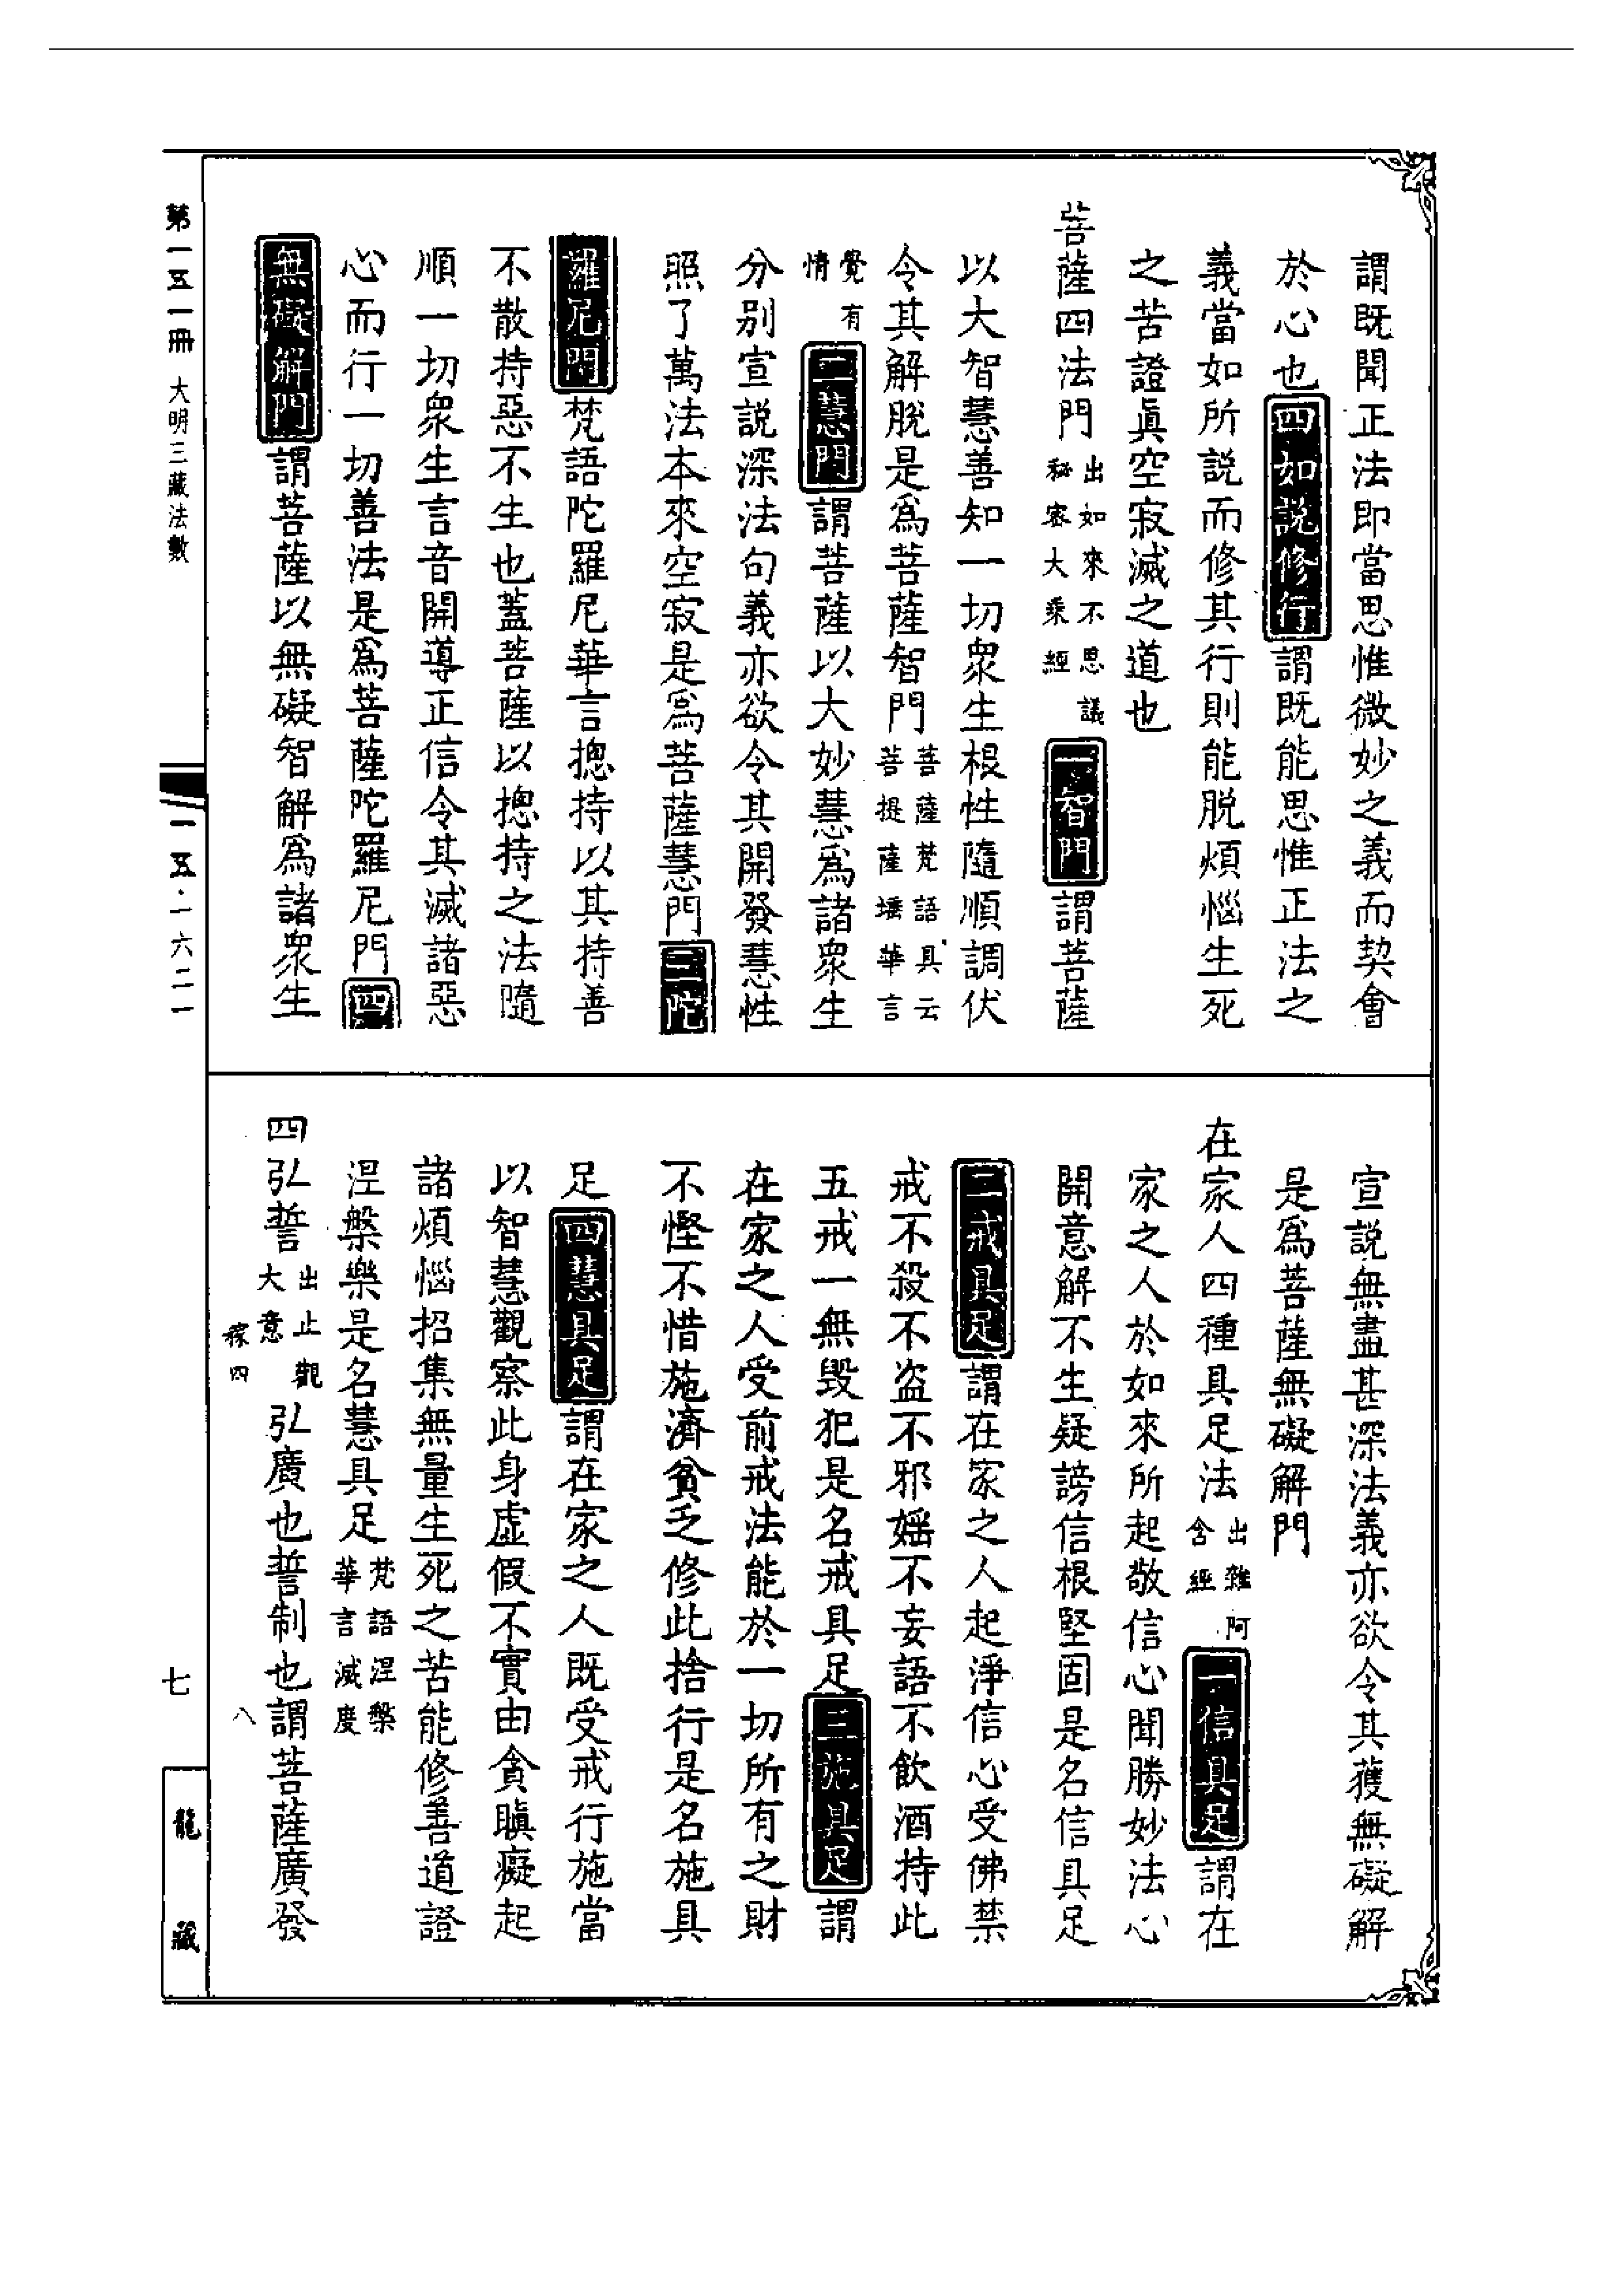 謂既聞正法即當思惟微妙之義而契會
於心也四如說修行謂既能思惟正法之
義當如所說而修其行則能脫煩惱生死
之苦證眞空寂滅之道也
菩薩四法門出如來不思議秘密大乘經一智門謂菩薩
以大智慧善知一切眾生根性隨順調伏
令其解脫是爲菩薩智門菩薩梵語具云菩提薩埵華言
覺有情二慧門謂菩薩以大妙慧爲諸眾生
分別宣說深法句義亦欲令其開發慧性
照了萬法本來空寂是爲菩薩慧門三陀
羅尼門梵語陀羅尼華言摠持以其持善
不散持惡不生也蓋菩薩以摠持之法隨
順一切眾生言音開導正信令其滅諸惡
心而行一切善法是爲菩薩陀羅尼門四
無礙解門謂菩薩以無礙智解爲諸眾生
宣說無盡甚深法義亦欲令其獲無礙解
是爲菩薩無礙解門
在家人四種具足法出雜阿含經一信具足謂在
家之人於如來所起敬信心聞勝妙法心
開意解不生疑謗信根堅固是名信具足
二戒具足謂在家之人起淨信心受佛禁
戒不殺不盜不邪婬不妄語不飲酒持此
五戒一無毀犯是名戒具足三施具足謂
在家之人受前戒法能於一切所有之財
不慳不惜施濟貧乏修此捨行是名施具
足四慧具足謂在家之人既受戒行施當
以智慧觀察此身虛假不實由貪瞋癡起
諸煩惱招集無量生死之苦能修善道證
涅槃樂是名慧具足梵語涅槃華言滅度
四弘誓出止觀大意弘廣也誓制也謂菩薩廣發
稼四
八
第一五一冊 大明三藏法數
一五·一六二一
七
龍藏